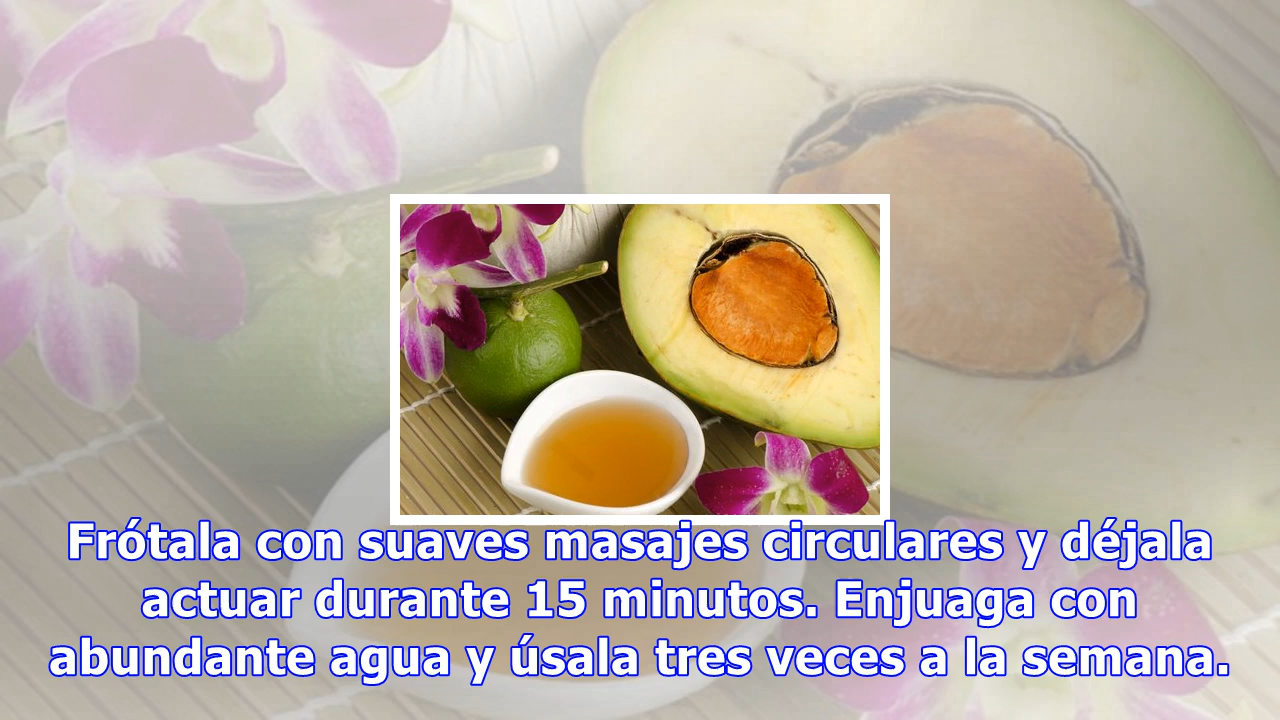 Frótala con suaves masajes circulares y déjala
actuar durante 15 minutos. Enjuaga con
abundante agua y úsala tres veces a la semana.